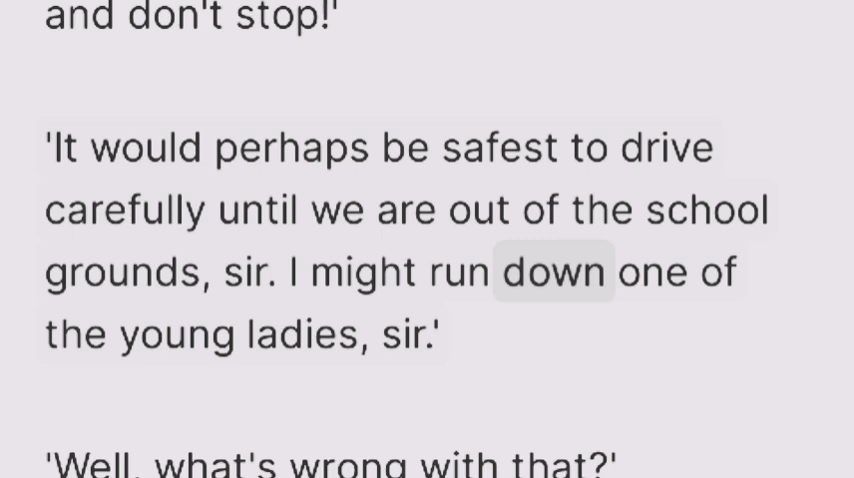 and don't stop!'
'It would perhaps be safest to drive
carefully until we are out of the school
grounds, sir. I might run down one of
the young ladies, sir.'
'Well, what's wrong with that?'